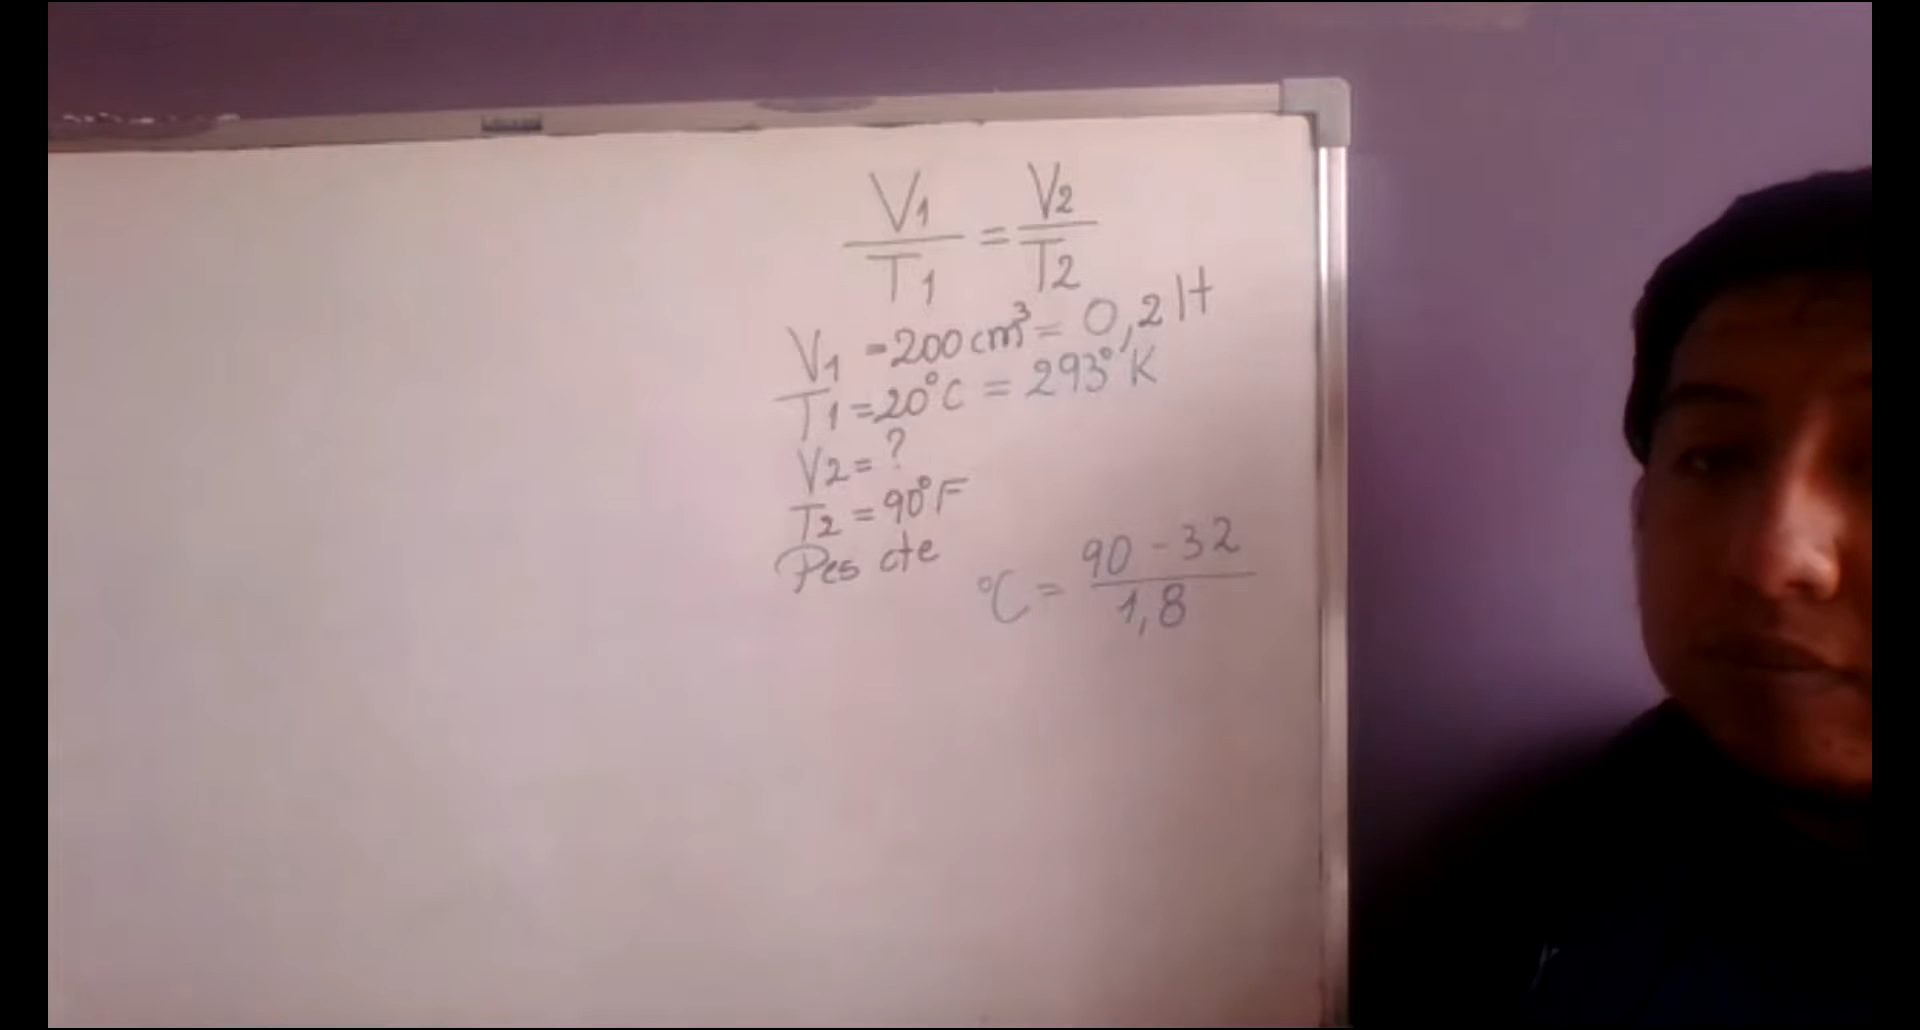 V1 / T1 = V2 / T2
V1 = 200 cm³ = 0,2 lt
T1 = 20°C = 293°K
V2 = ?
T2 = 90°F
P es cte
°C = 90 - 32 / 1,8